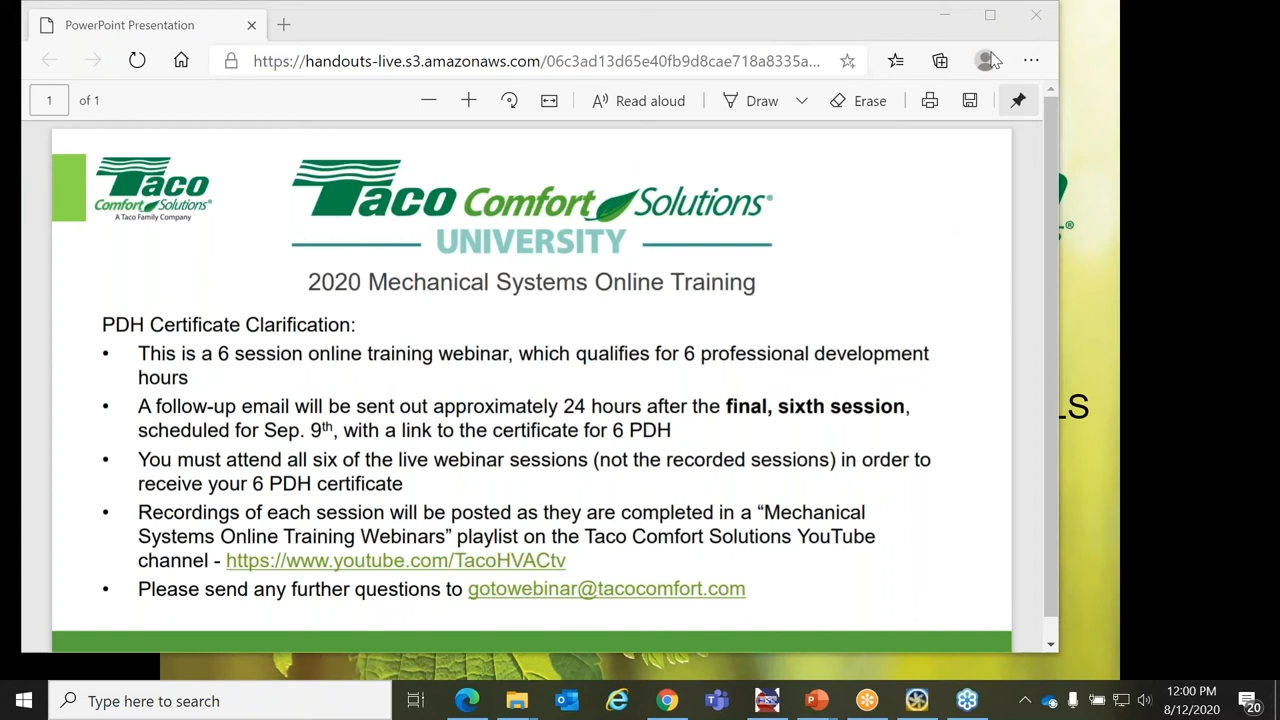 PowerPoint Presentation
https://handouts-live.s3.amazonaws.com/06c3ad13d65e40fb9d8cae718a8335a...
1 of 1
Read aloud
Draw
Erase
Taco
Comfort Solutions®
A Taco Family Company
Taco Comfort Solutions®
UNIVERSITY
2020 Mechanical Systems Online Training
PDH Certificate Clarification:
• This is a 6 session online training webinar, which qualifies for 6 professional development
hours
• A follow-up email will be sent out approximately 24 hours after the final, sixth session,
scheduled for Sep. 9th, with a link to the certificate for 6 PDH
• You must attend all six of the live webinar sessions (not the recorded sessions) in order to
receive your 6 PDH certificate
• Recordings of each session will be posted as they are completed in a “Mechanical
Systems Online Training Webinars” playlist on the Taco Comfort Solutions YouTube
channel - https://www.youtube.com/TacoHVACtv
• Please send any further questions to gotowebinar@tacocomfort.com
LS
Type here to search
12:00 PM
8/12/2020
20